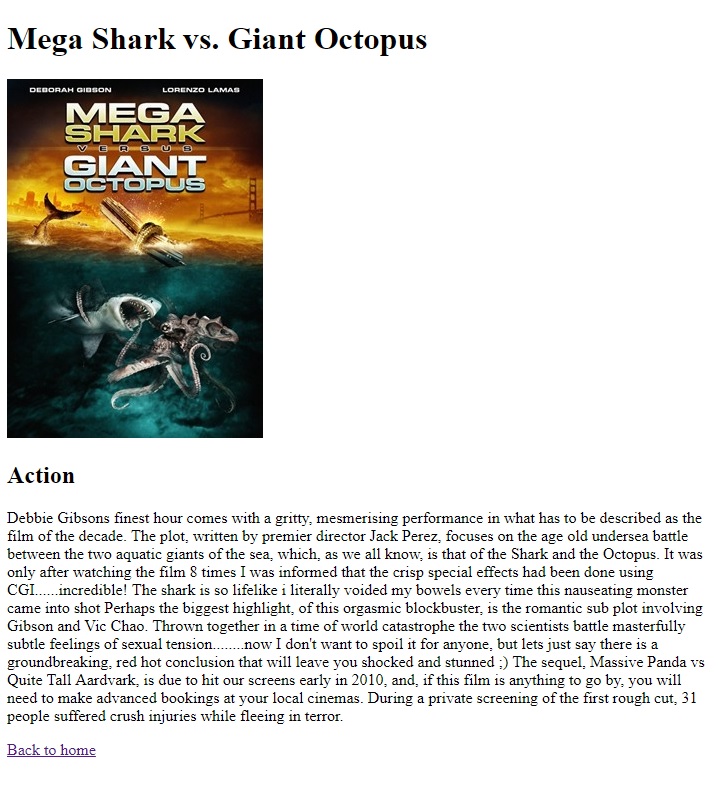 Mega Shark vs. Giant Octopus
DEBORAH GIBSON LORENZO LAMAS
MEGA
SHARK
VERSUS
GIANT
OCTOPUS
Action
Debbie Gibsons finest hour comes with a gritty, mesmerising performance in what has to be described as the
film of the decade. The plot, written by premier director Jack Perez, focuses on the age old undersea battle
between the two aquatic giants of the sea, which, as we all know, is that of the Shark and the Octopus. It was
only after watching the film 8 times I was informed that the crisp special effects had been done using
CGI......incredible! The shark is so lifelike i literally voided my bowels every time this nauseating monster
came into shot Perhaps the biggest highlight, of this orgasmic blockbuster, is the romantic sub plot involving
Gibson and Vic Chao. Thrown together in a time of world catastrophe the two scientists battle masterfully
subtle feelings of sexual tension........now I don't want to spoil it for anyone, but lets just say there is a
groundbreaking, red hot conclusion that will leave you shocked and stunned ;) The sequel, Massive Panda vs
Quite Tall Aardvark, is due to hit our screens early in 2010, and, if this film is anything to go by, you will
need to make advanced bookings at your local cinemas. During a private screening of the first rough cut, 31
people suffered crush injuries while fleeing in terror.
Back to home